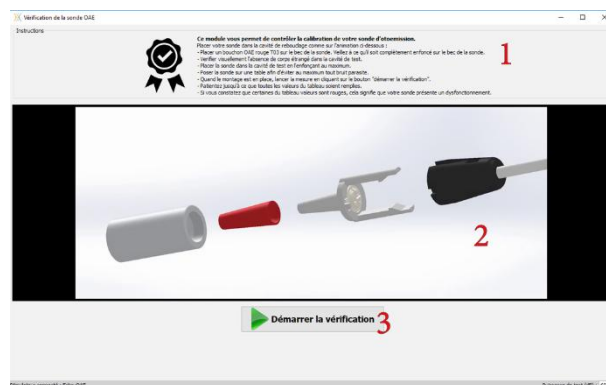 Vérification de la sonde OAE
Instructions
Ce module vous permet de contrôler la calibration de votre sonde d'otoemission.
Placer votre sonde dans la cavité de rebouclage comme sur l'animation ci-dessous :
- Placer un bouchon OAE rouge T03 sur le bec de la sonde. Veillez à ce qu'il soit complètement enfoncé sur le bec de la sonde.
- Verifier visuellement l'absence de corps étrangé dans la cavité de test.
- Placer la sonde dans la cavité de test en l'enfonçant au maximum.
- Poser la sonde sur une table afin d'éviter au maximum tout bruit parasite.
- Quand le montage est en place, lancer la mesure en cliquant sur le bouton "démarrer la vérification".
- Patientez jusqu'à ce que toutes les valeurs du tableau soient remplies.
- Si vous constatez que certaines du tableau valeurs sont rouges, cela signifie que votre sonde présente un dysfonctionnement.
1
2
Démarrer la vérification
3